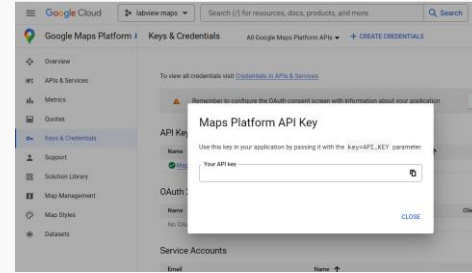 Google Cloud
labview maps
Search (/) for resources, docs, products, and more
Search
Google Maps Platform
Keys & Credentials
All Google Maps Platform APIs
+ CREATE CREDENTIALS
Overview
APIs & Services
Metrics
Quotas
Keys & Credentials
Support
Solution Library
Map Management
Map Styles
Datasets
To view all credentials visit Credentials in APIs & Services
Remember to configure the OAuth consent screen with information about your application.
API Key
Name
Maps Platform API Key
Use this key in your application by passing it with the key=API_KEY parameter.
Your API key
CLOSE
OAuth
Name
Service Accounts
Email
Name